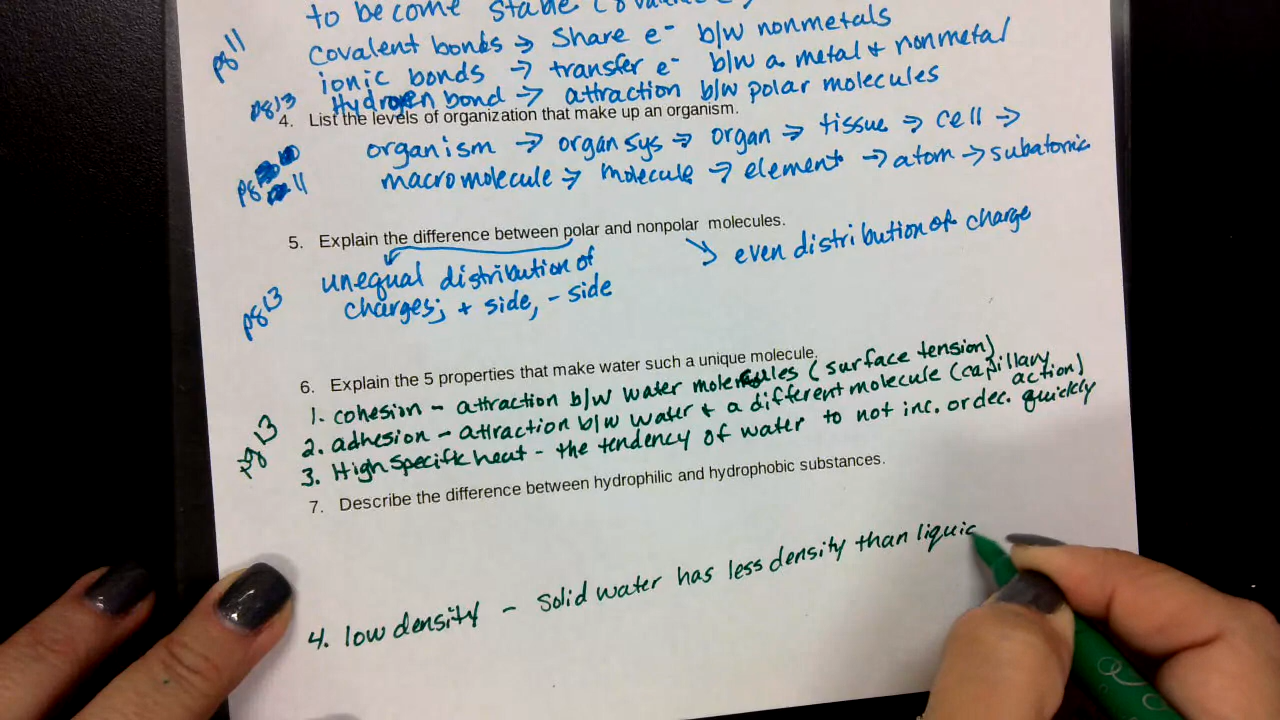 to become stable (
pg 11 Covalent bonds → Share e⁻ b/w nonmetals
ionic bonds → transfer e⁻ b/w a metal + nonmetal
pg 13 Hydrogen bond → attraction b/w polar molecules
4. List the levels of organization that make up an organism.
organism → organ sys → organ → tissue → cell →
pg 11 macromolecule → molecule → element → atom → subatomic
5. Explain the difference between polar and nonpolar molecules.
even distribution of charge
unequal distribution of
pg 13 charges; + side, - side
6. Explain the 5 properties that make water such a unique molecule.
1. cohesion - attraction b/w water molecules (surface tension)
pg 13 2. adhesion - attraction b/w water + a different molecule (capillary action)
3. High Specific heat - the tendency of water to not inc. or dec. quickly
7. Describe the difference between hydrophilic and hydrophobic substances.
4. low density - solid water has less density than liquid